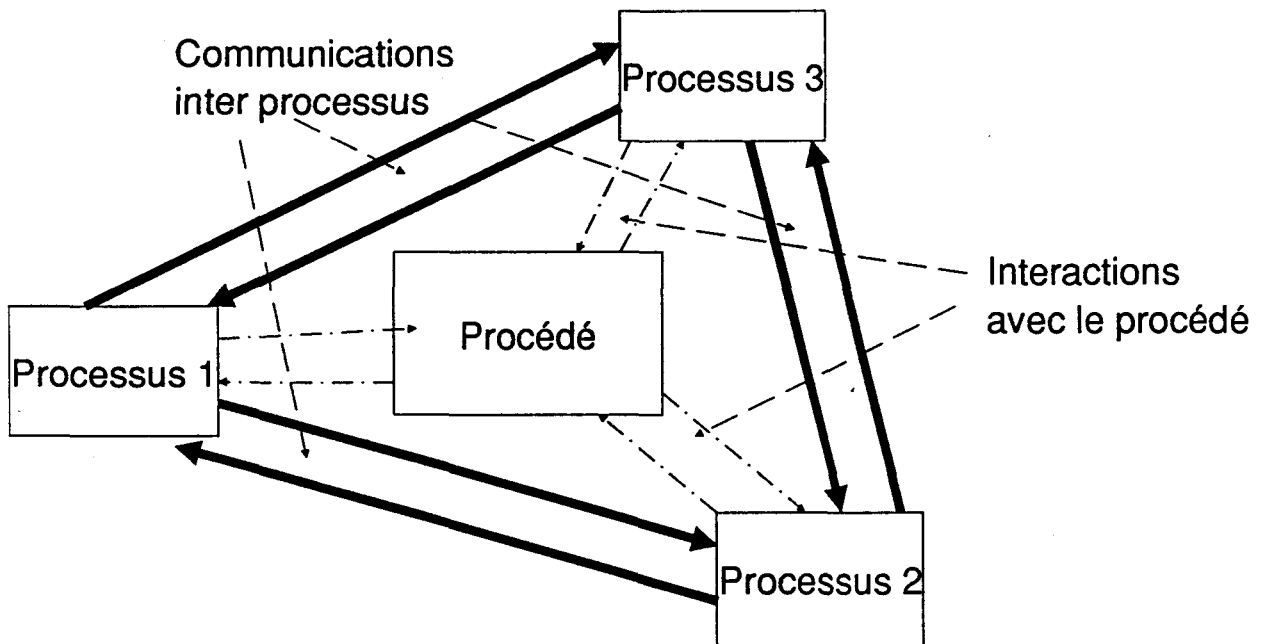 Communications
inter processus
Processus 3
Interactions
avec le procédé
Procédé
Processus 1
Processus 2